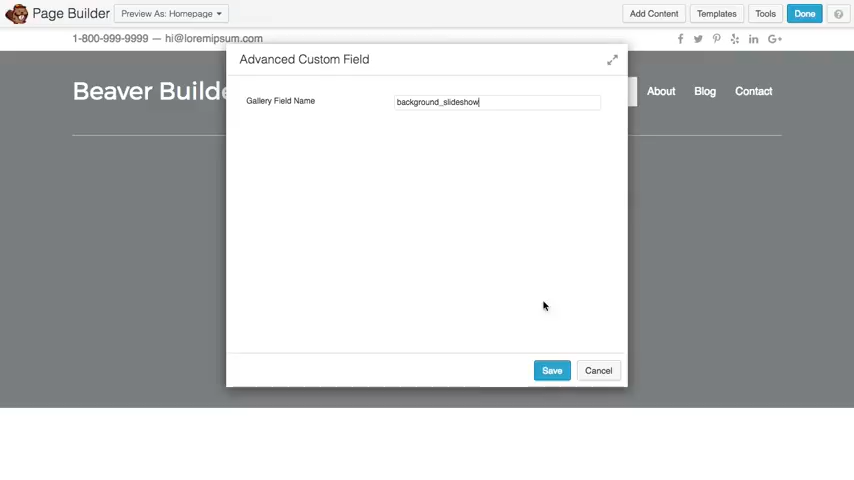 Page Builder
Preview As: Homepage
Add Content
Templates
Tools
Done
?
1-800-999-9999 — hi@loremipsum.com
Advanced Custom Field
Beaver Builde
About
Blog
Contact
Gallery Field Name
background_slideshow
Save
Cancel